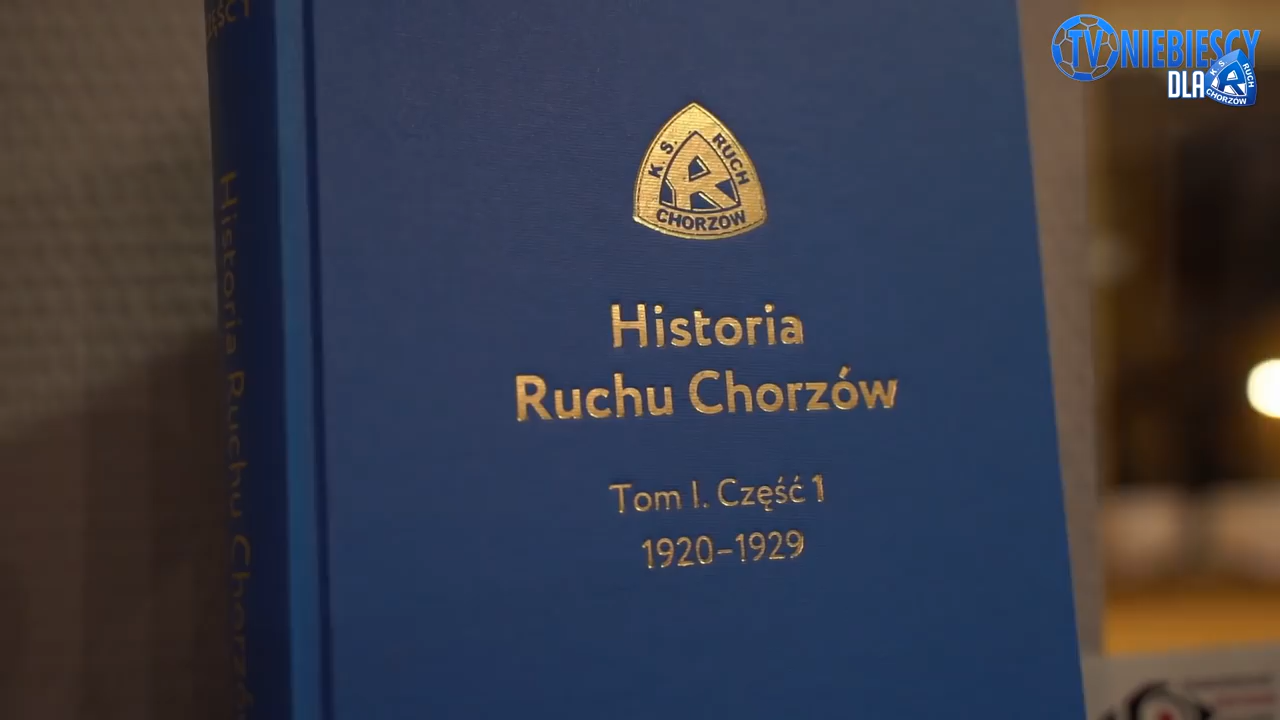 TV NIEBIESCY
DLA K. S. RUCH CHORZÓW
K. S. RUCH
R
CHORZÓW
Historia
Ruchu Chorzów
Tom I. Część 1
1920–1929
Historia Ruchu Chorzów